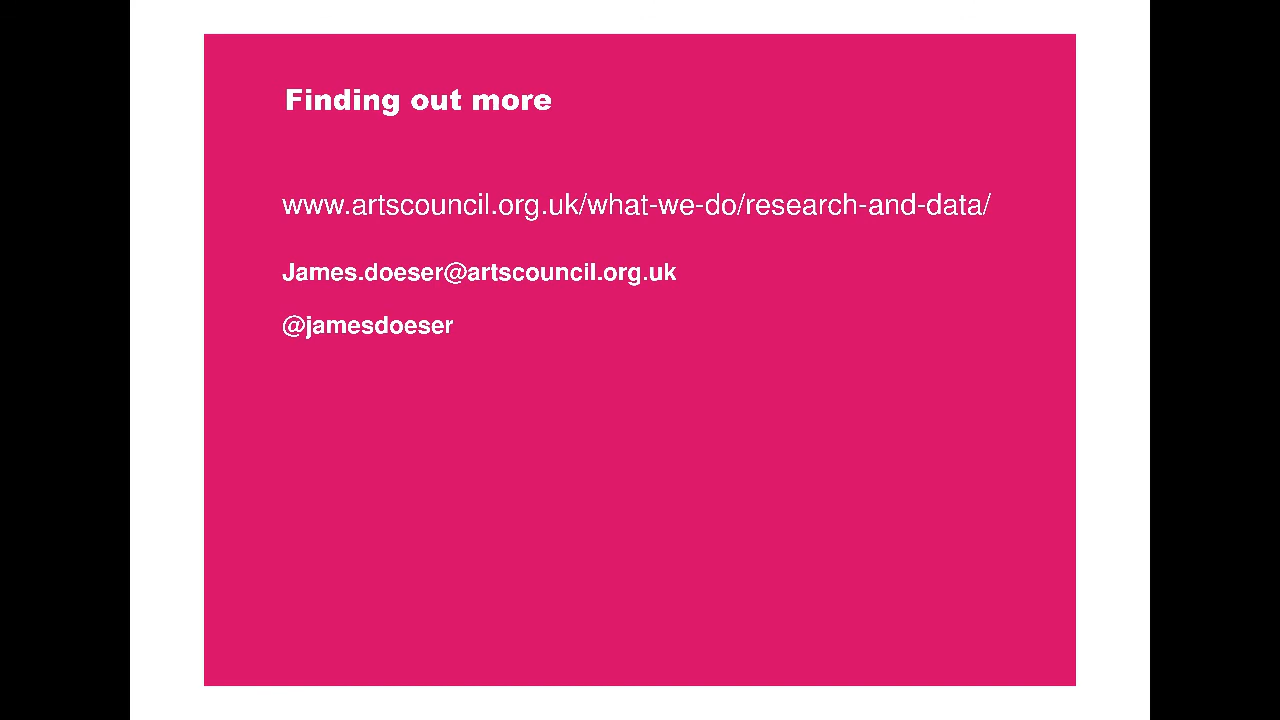 Finding out more
www.artscouncil.org.uk/what-we-do/research-and-data/
James.doeser@artscouncil.org.uk
@jamesdoeser